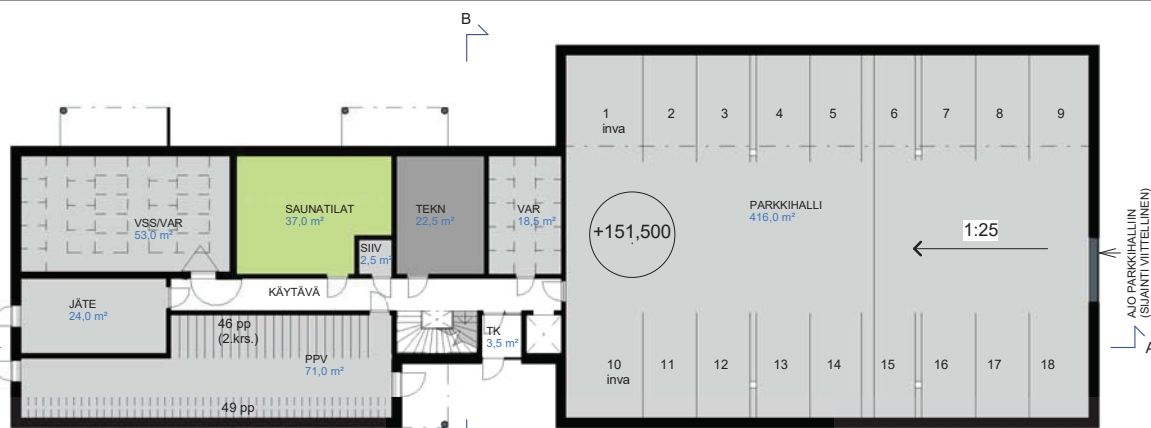 B
1
inva
2
3
4
5
6
7
8
9
VSS/VAR
53,0 m²
SAUNATILAT
37,0 m²
TEKN
22,5 m²
VAR
18,5 m²
SIIV
2,5 m²
+151,500
PARKKIHALLI
416,0 m²
1:25
AJO PARKKIHALLIIN
(SIJAINTI VIITTELLINEN)
KÄYTÄVÄ
JÄTE
24,0 m²
46 pp
(2.krs.)
TK
3,5 m²
PPV
71,0 m²
49 pp
10
inva
11
12
13
14
15
16
17
18
A